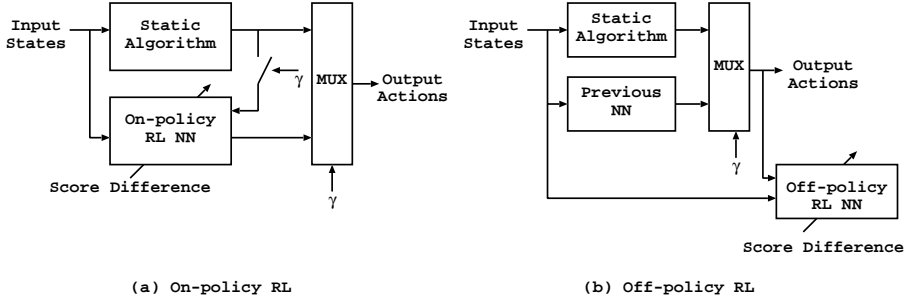 Input
States
Static
Algorithm
γ
MUX
Output
Actions
On-policy
RL NN
Score Difference
γ
(a) On-policy RL
Input
States
Static
Algorithm
MUX
Output
Actions
Previous
NN
γ
Off-policy
RL NN
Score Difference
(b) Off-policy RL